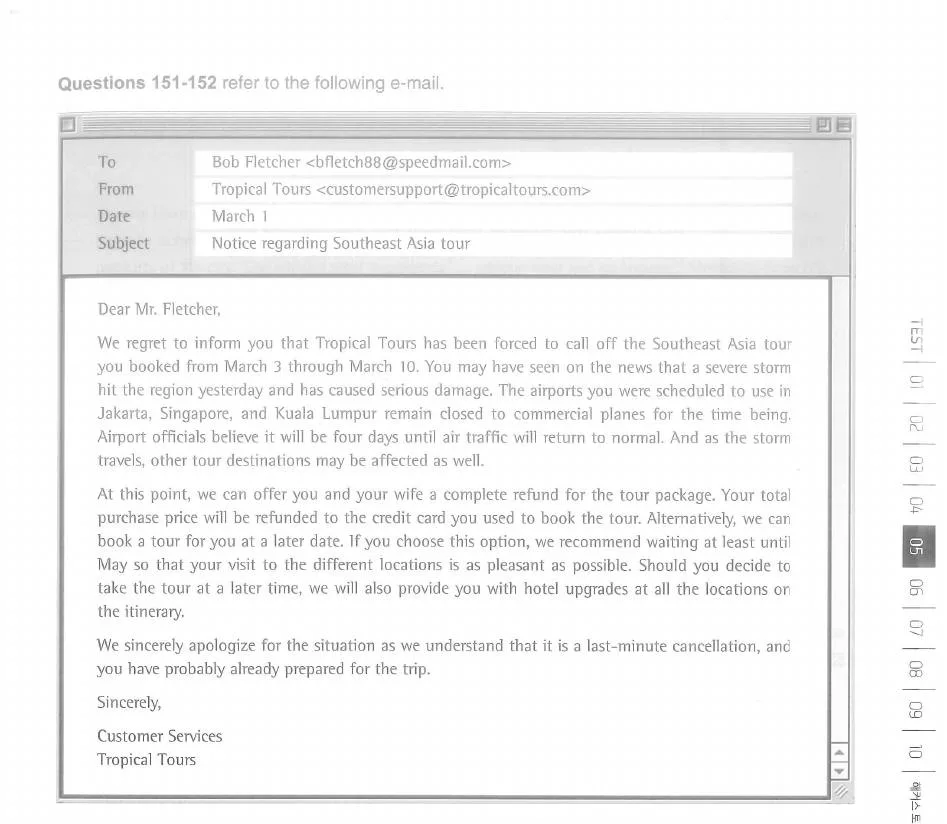 Questions 151-152 refer to the following e-mail.
To Bob Fletcher <bfletch88@speedmail.com>
From Tropical Tours <customersupport@tropicaltours.com>
Date March 1
Subject Notice regarding Southeast Asia tour
Dear Mr. Fletcher,
We regret to inform you that Tropical Tours has been forced to call off the Southeast Asia tour
you booked from March 3 through March 10. You may have seen on the news that a severe storm
hit the region yesterday and has caused serious damage. The airports you were scheduled to use in
Jakarta, Singapore, and Kuala Lumpur remain closed to commercial planes for the time being.
Airport officials believe it will be four days until air traffic will return to normal. And as the storm
travels, other tour destinations may be affected as well.
At this point, we can offer you and your wife a complete refund for the tour package. Your total
purchase price will be refunded to the credit card you used to book the tour. Alternatively, we can
book a tour for you at a later date. If you choose this option, we recommend waiting at least until
May so that your visit to the different locations is as pleasant as possible. Should you decide to
take the tour at a later time, we will also provide you with hotel upgrades at all the locations on
the itinerary.
We sincerely apologize for the situation as we understand that it is a last-minute cancellation, and
you have probably already prepared for the trip.
Sincerely,
Customer Services
Tropical Tours
TEST 01 02 03 04 05 06 07 08 09 10 해커스토